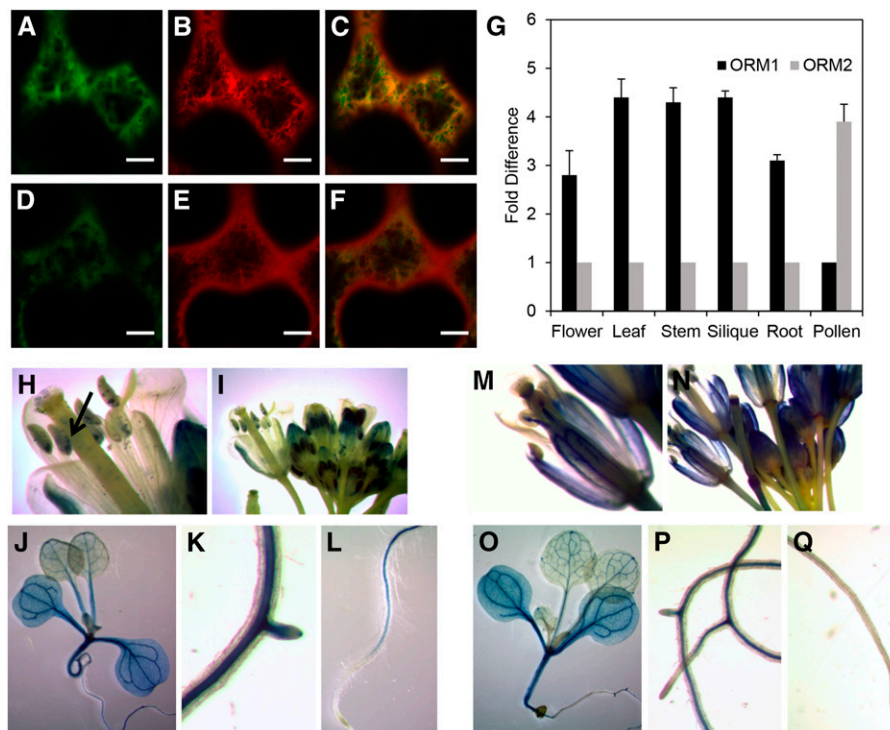 A
B
C
D
E
F
G
6
5
4
3
2
1
0
Fold Difference
ORM1
ORM2
Flower
Leaf
Stem
Silique
Root
Pollen
H
I
M
N
J
K
L
O
P
Q